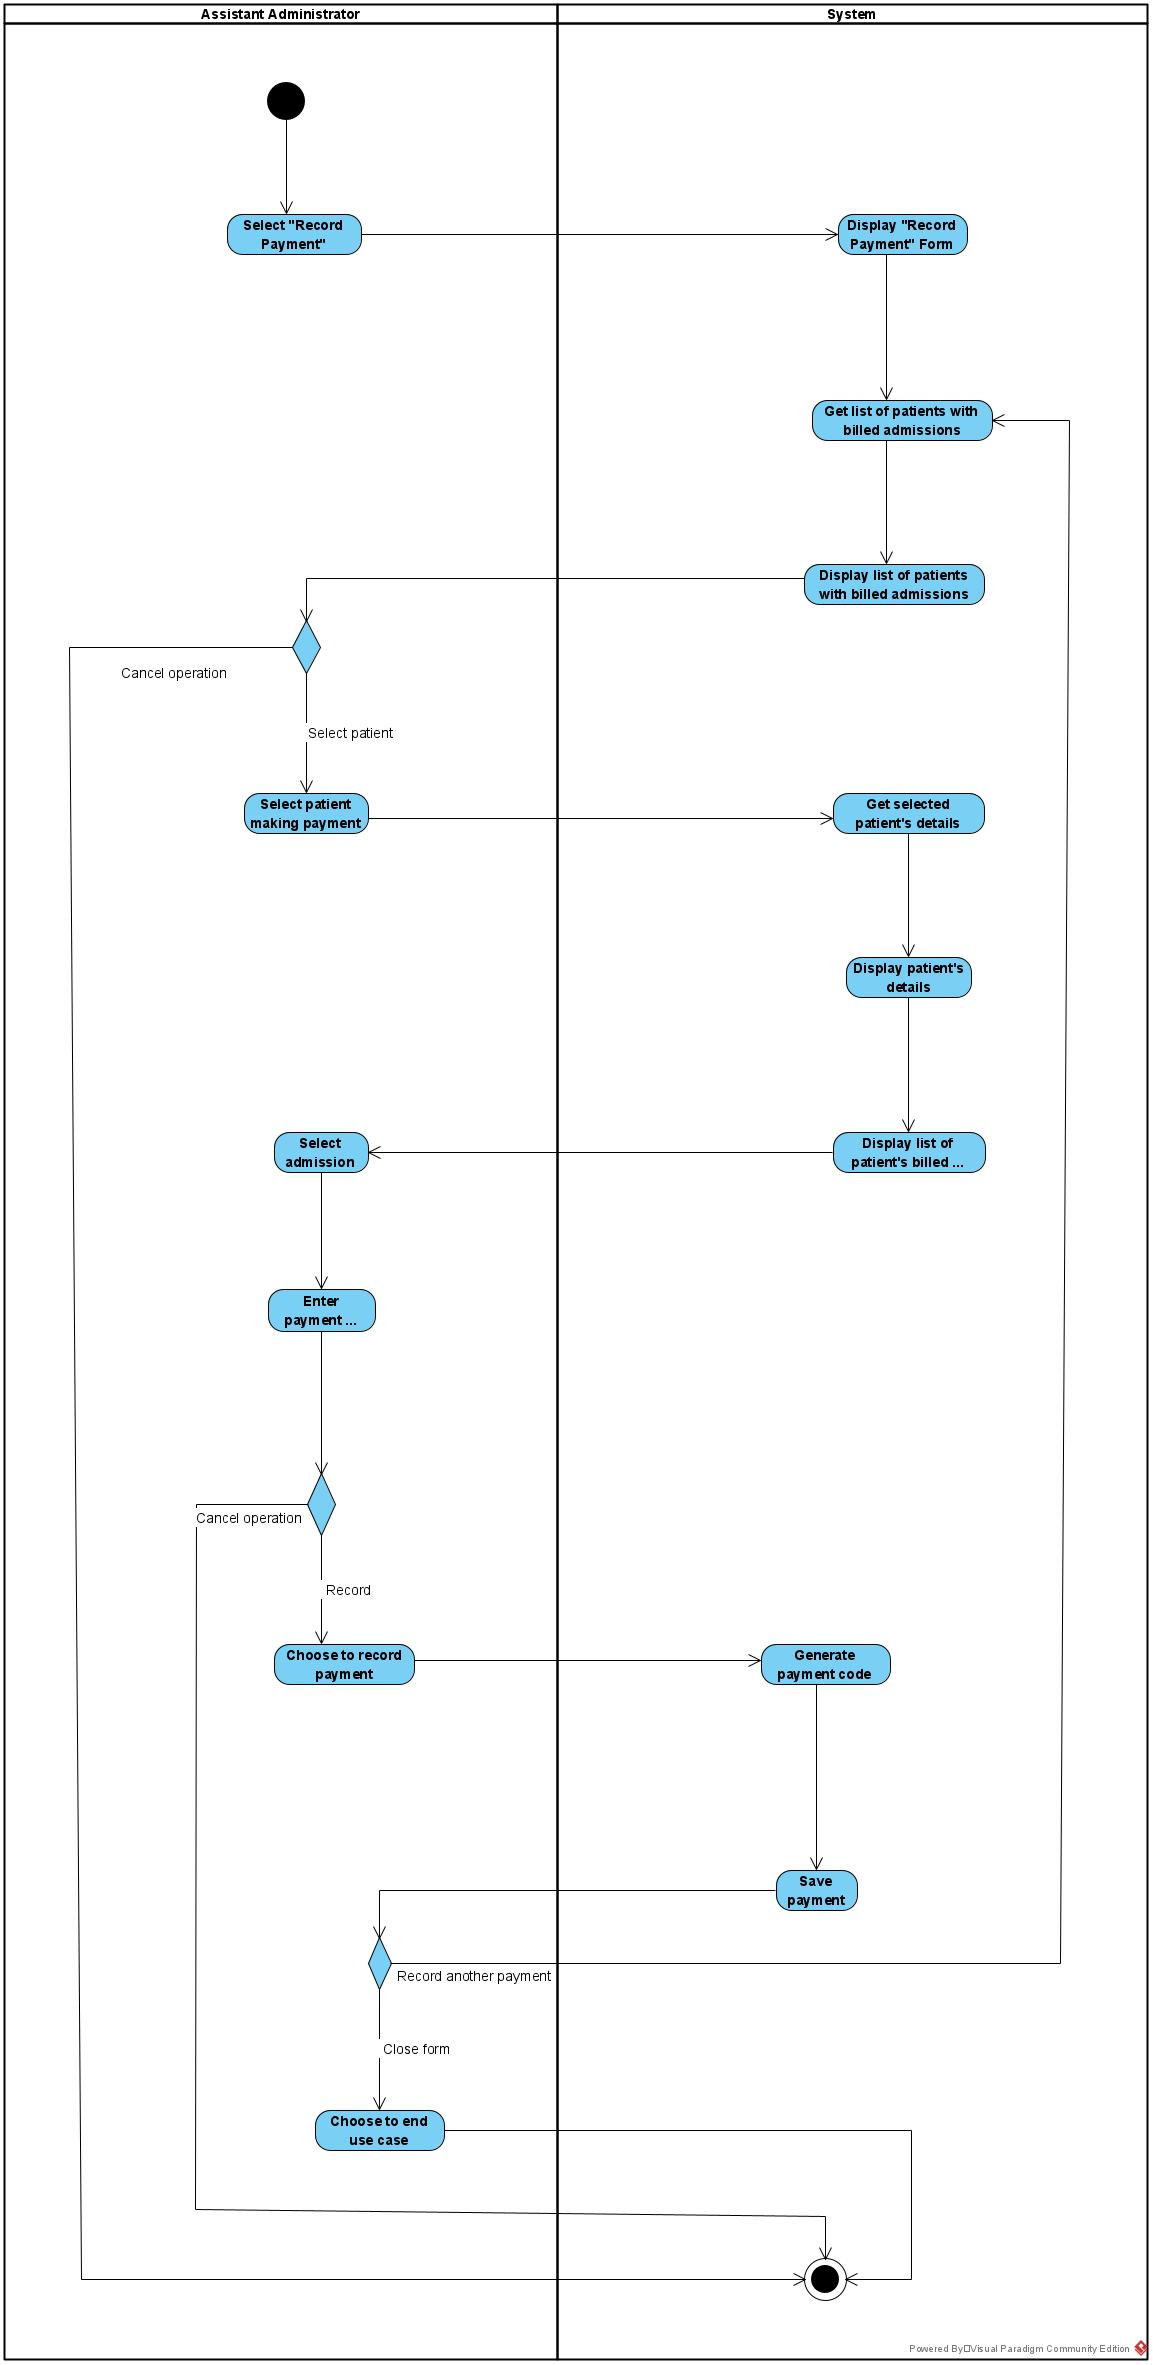 Assistant Administrator
System
Select "Record
Payment"
Display "Record
Payment" Form
Get list of patients with
billed admissions
Display list of patients
with billed admissions
Cancel operation
Select patient
Select patient
making payment
Get selected
patient's details
Display patient's
details
Select
admission
Display list of
patient's billed ...
Enter
payment ...
Cancel operation
Record
Choose to record
payment
Generate
payment code
Save
payment
Record another payment
Close form
Choose to end
use case
Powered By Visual Paradigm Community Edition